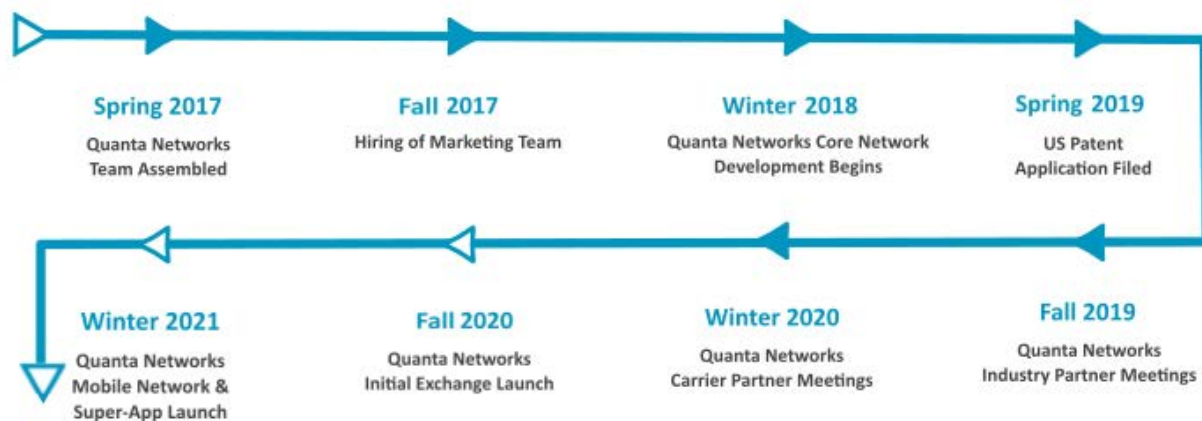 Spring 2017
Quanta Networks
Team Assembled
Fall 2017
Hiring of Marketing Team
Winter 2018
Quanta Networks Core Network
Development Begins
Spring 2019
US Patent
Application Filed
Winter 2021
Quanta Networks
Mobile Network &
Super-App Launch
Fall 2020
Quanta Networks
Initial Exchange Launch
Winter 2020
Quanta Networks
Carrier Partner Meetings
Fall 2019
Quanta Networks
Industry Partner Meetings